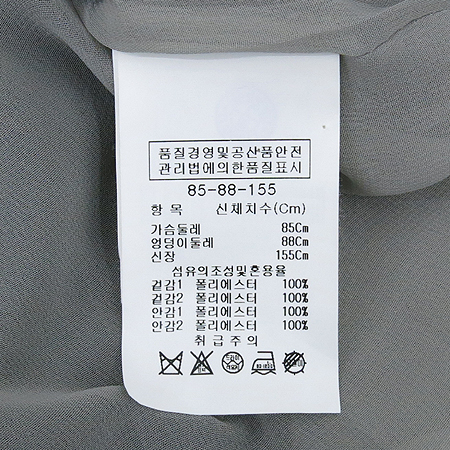 품질경영및공산품안전
관리법에의한품질표시
85-88-155
항 목 신체치수(Cm)
가슴둘레 85Cm
엉덩이둘레 88Cm
신장 155Cm
섬유의조성및혼용율
겉감1 폴리에스터 100%
겉감2 폴리에스터 100%
안감1 폴리에스터 100%
안감2 폴리에스터 100%
취 급 주 의